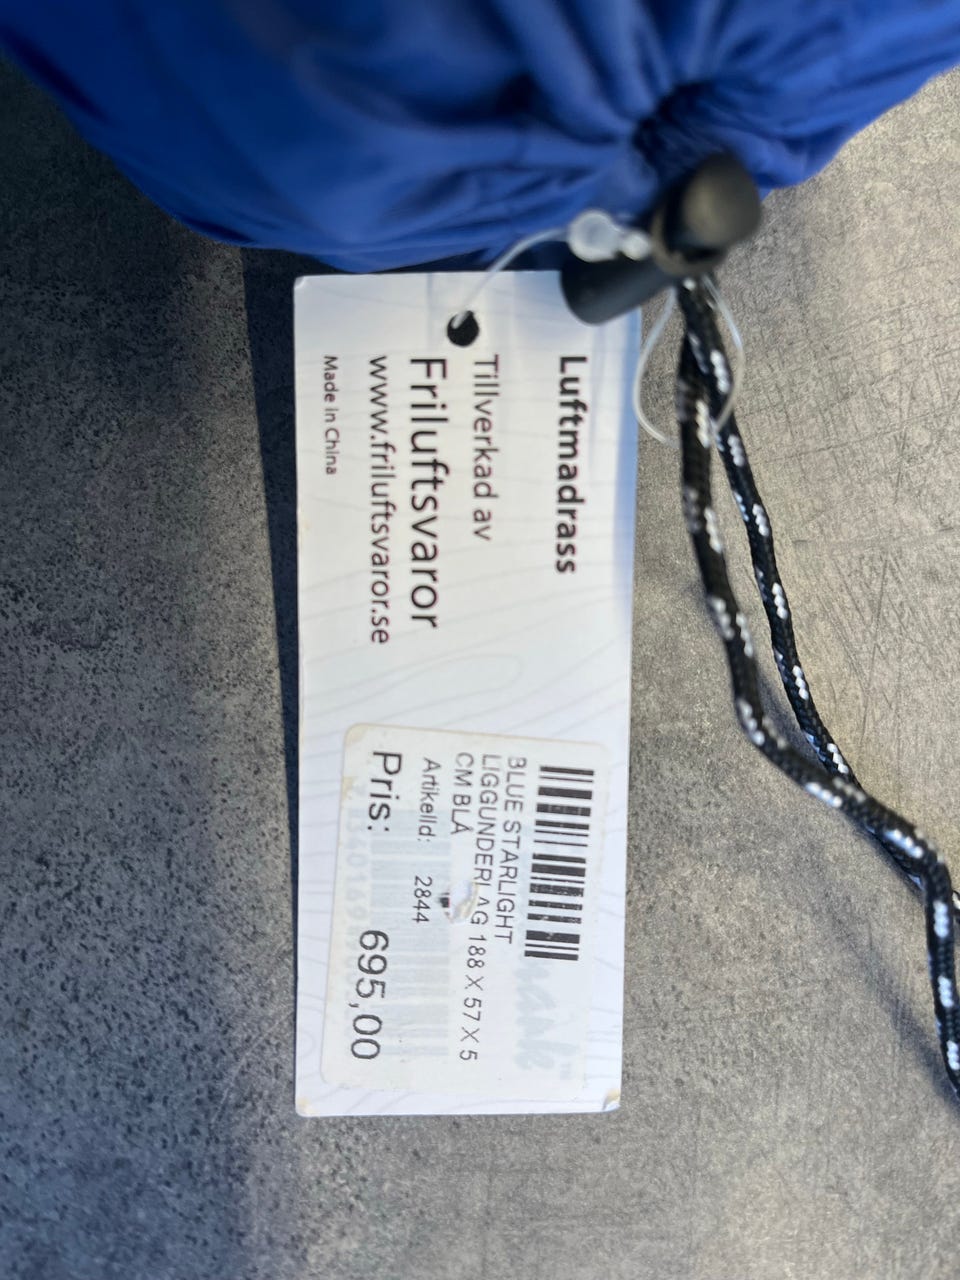 Luftmadrass
Tillverkad av
Friluftsvaror
www.friluftsvaror.se
Made in China
BLUE STARLIGHT
LIGGUNDERLAG 188 X 57 X 5
CM BLÅ
ArtikelId: 2844
Pris: 695,00